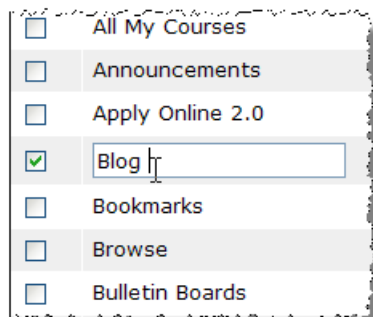 All My Courses
Announcements
Apply Online 2.0
Blog
Bookmarks
Browse
Bulletin Boards